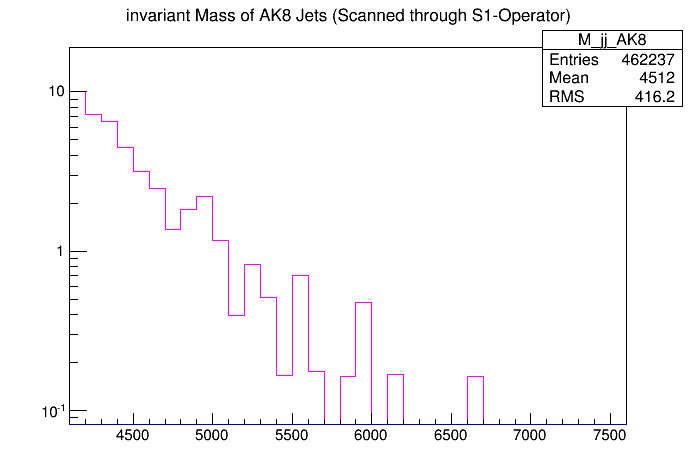 invariant Mass of AK8 Jets (Scanned through S1-Operator)
M_jj_AK8
Entries 462237
Mean 4512
RMS 416.2
10
1
10⁻¹
4500 5000 5500 6000 6500 7000 7500